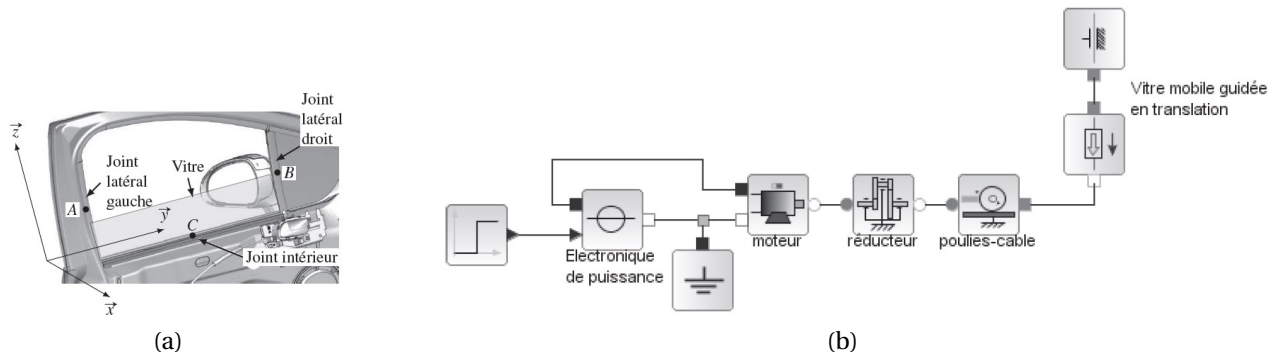 Joint
latéral
droit
Joint
latéral
gauche
Vitre
B
A
z
y
C
Joint intérieur
x
(a)
Vitre mobile guidée
en translation
moteur
réducteur
poulies-cable
Electronique
de puissance
(b)